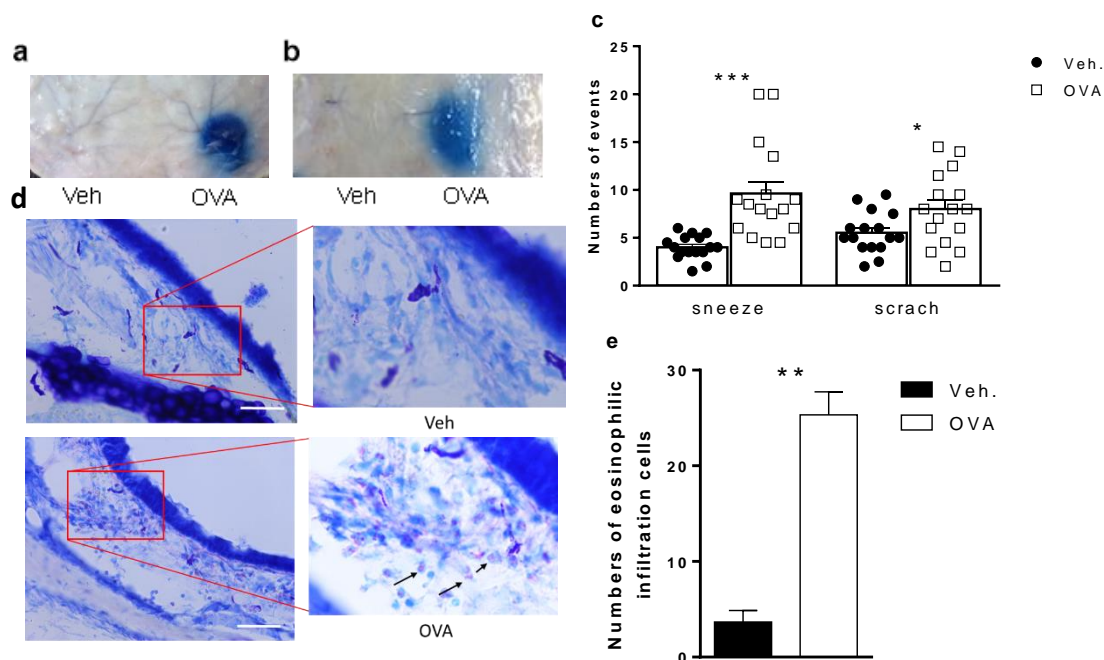 a
Veh OVA
b
Veh OVA
c
Numbers of events
25
20
15
10
5
0
***
*
sneeze scrach
Veh.
OVA
d
Veh
OVA
e
Numbers of eosinophilic
infiltration cells
30
20
10
0
**
Veh.
OVA